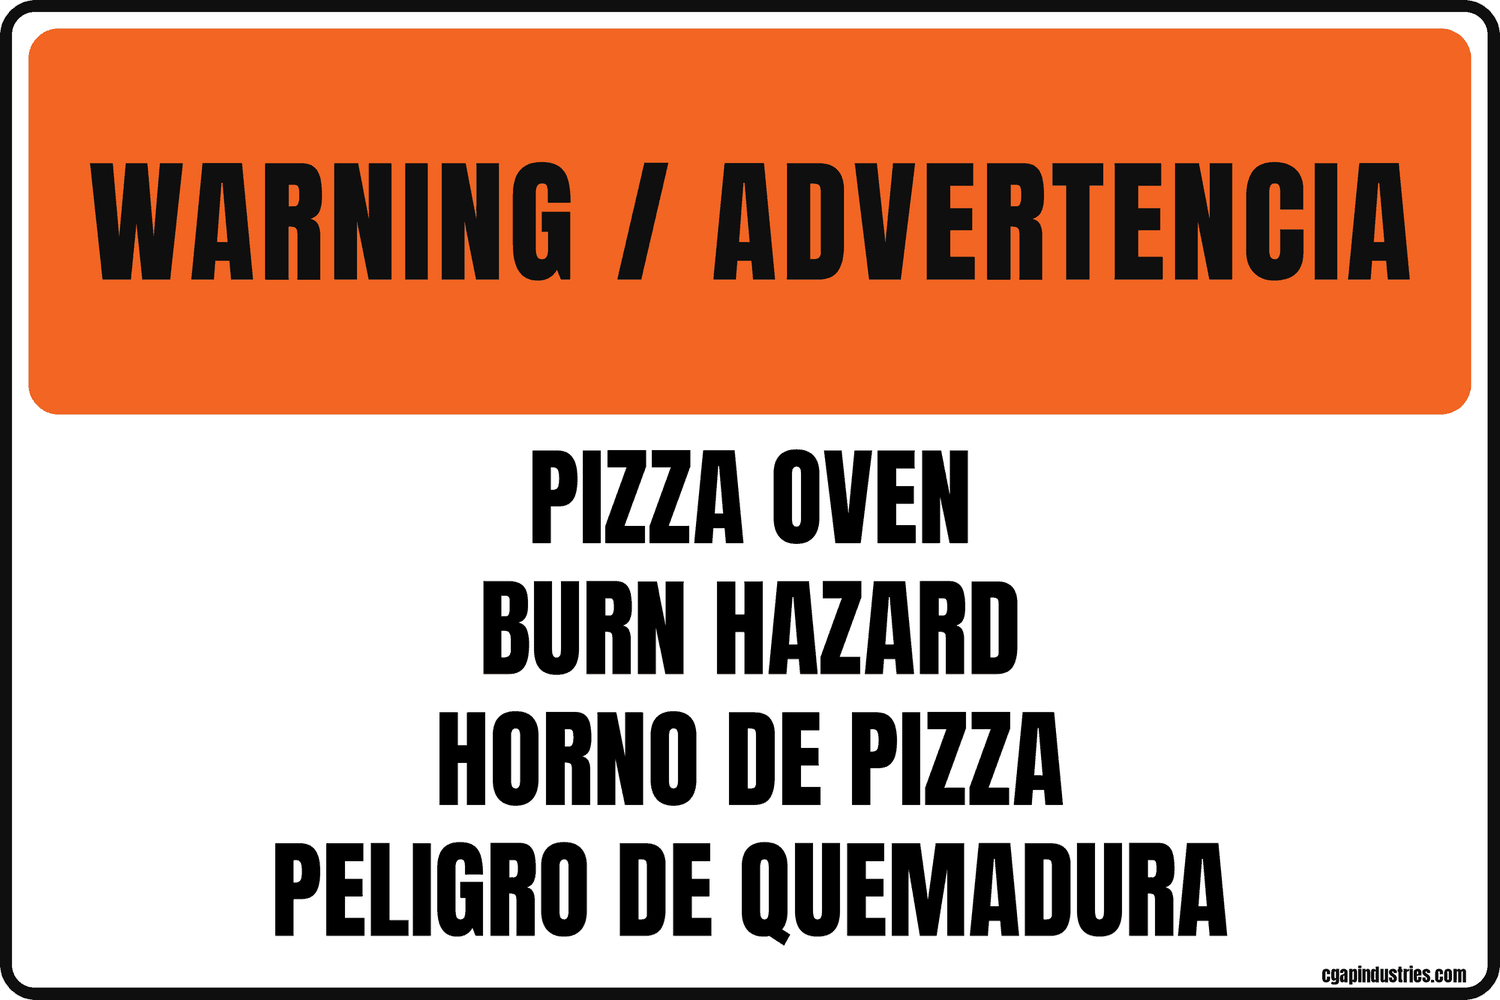 WARNING / ADVERTENCIA
PIZZA OVEN
BURN HAZARD
HORNO DE PIZZA
PELIGRO DE QUEMADURA
cgapindustries.com